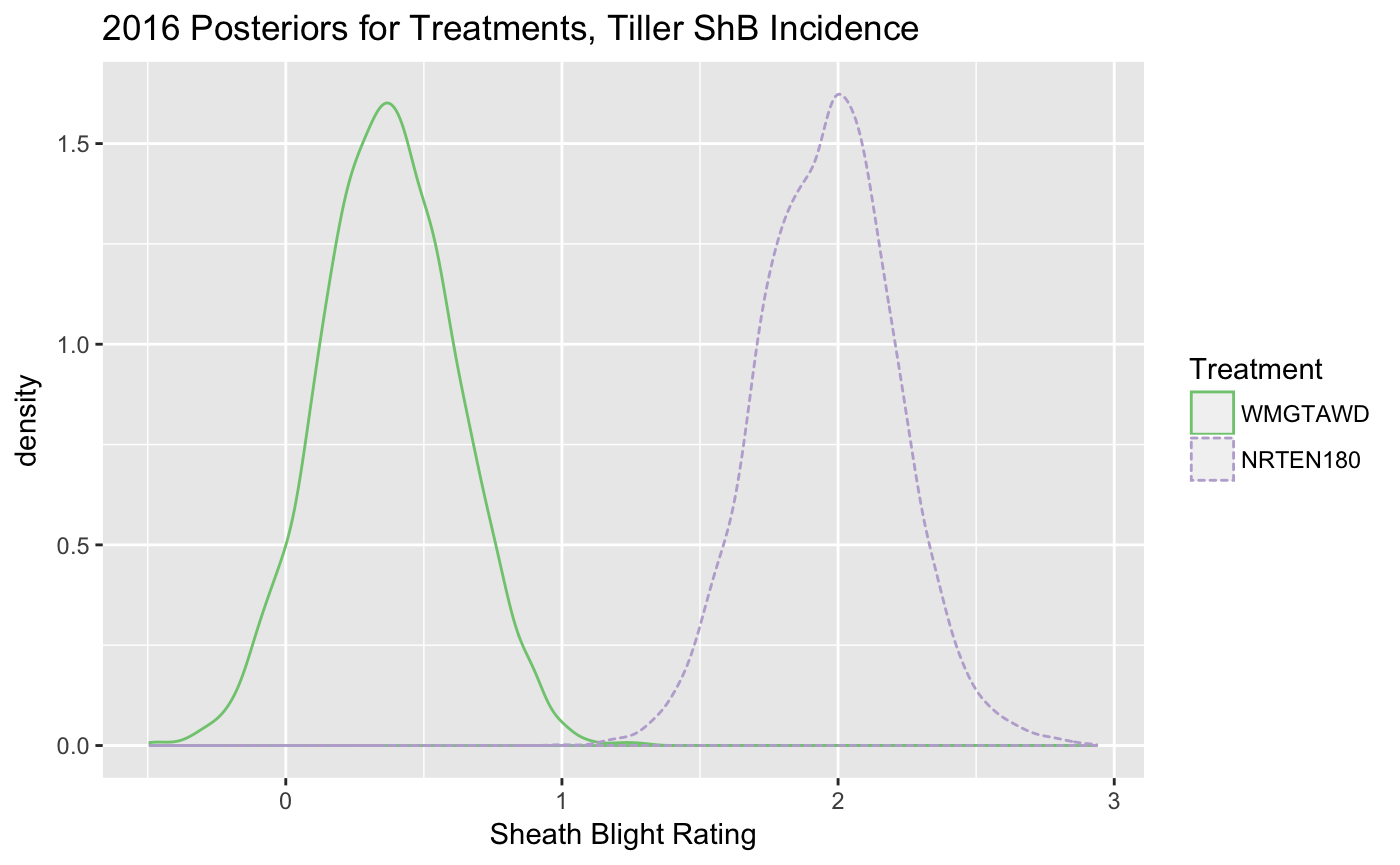 2016 Posteriors for Treatments, Tiller ShB Incidence
density
1.5
1.0
0.5
0.0
0
1
2
3
Sheath Blight Rating
Treatment
WMGTAWD
NRTEN180